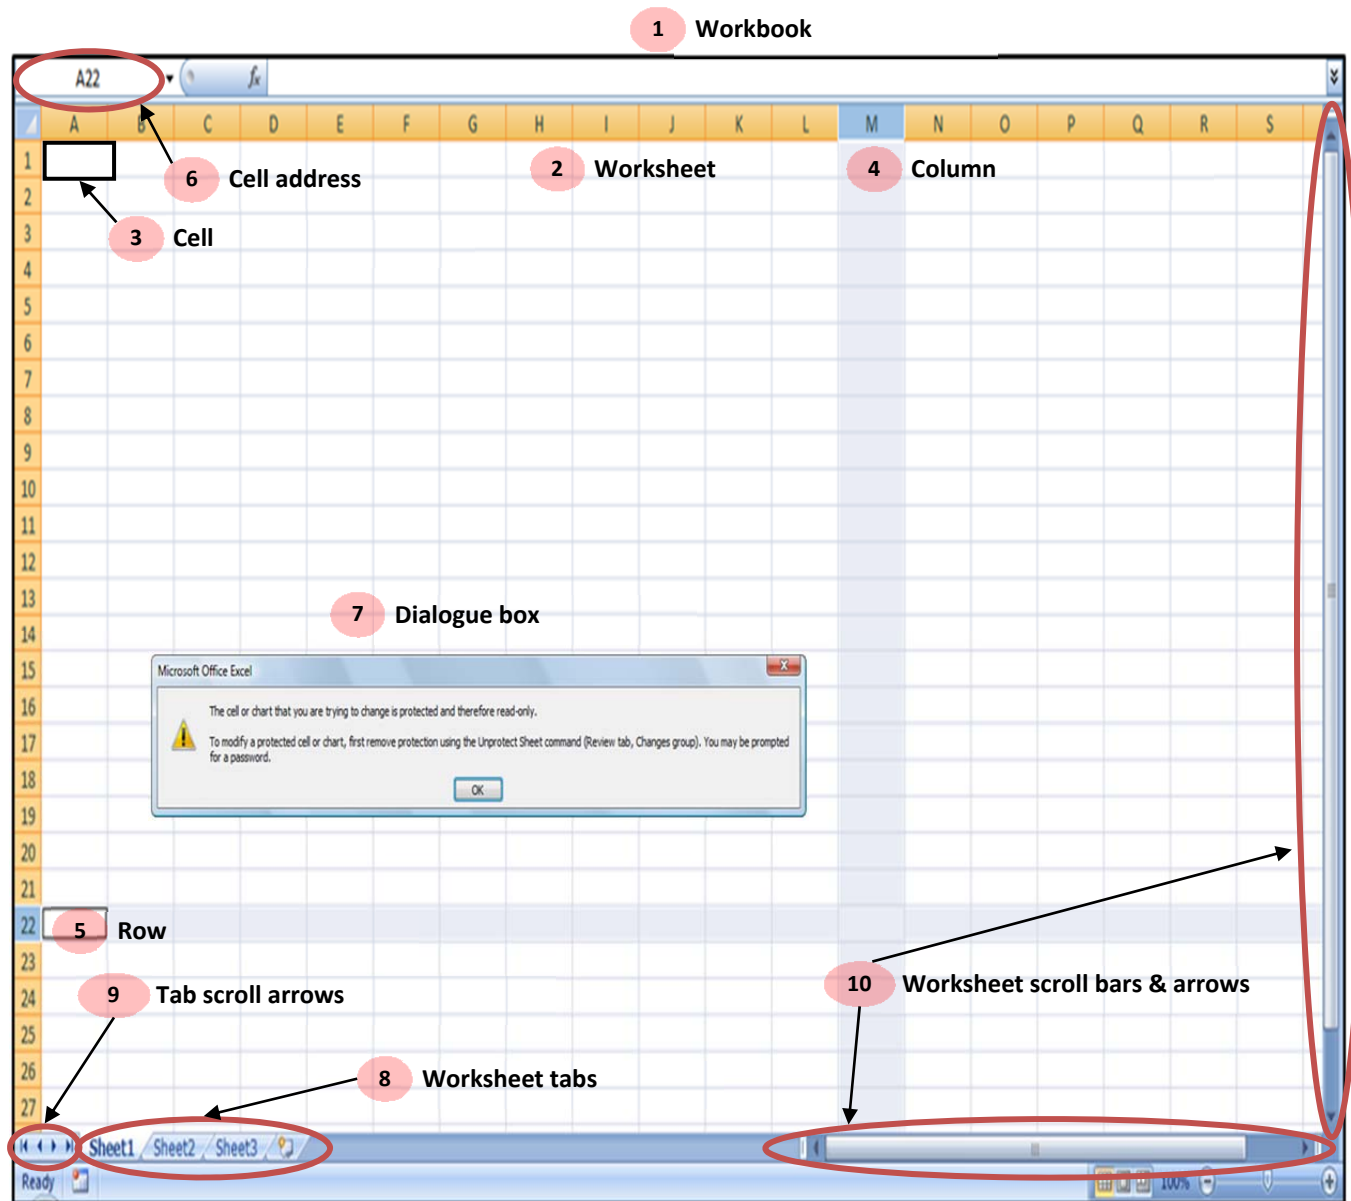 1 Workbook
A22 fx
A B C D E F G H I J K L M N O P Q R S
1
6 Cell address
2 Worksheet
4 Column
2
3
3 Cell
4
5
6
7
8
9
10
11
12
13
7 Dialogue box
14
15
Microsoft Office Excel
16
The cell or chart that you are trying to change is protected and therefore read-only.
17
To modify a protected cell or chart, first remove protection using the Unprotect Sheet command (Review tab, Changes group). You may be prompted
for a password.
18
OK
19
20
21
22
5 Row
23
10 Worksheet scroll bars & arrows
24
9 Tab scroll arrows
25
26
8 Worksheet tabs
27
Sheet1 Sheet2 Sheet3
Ready 100%